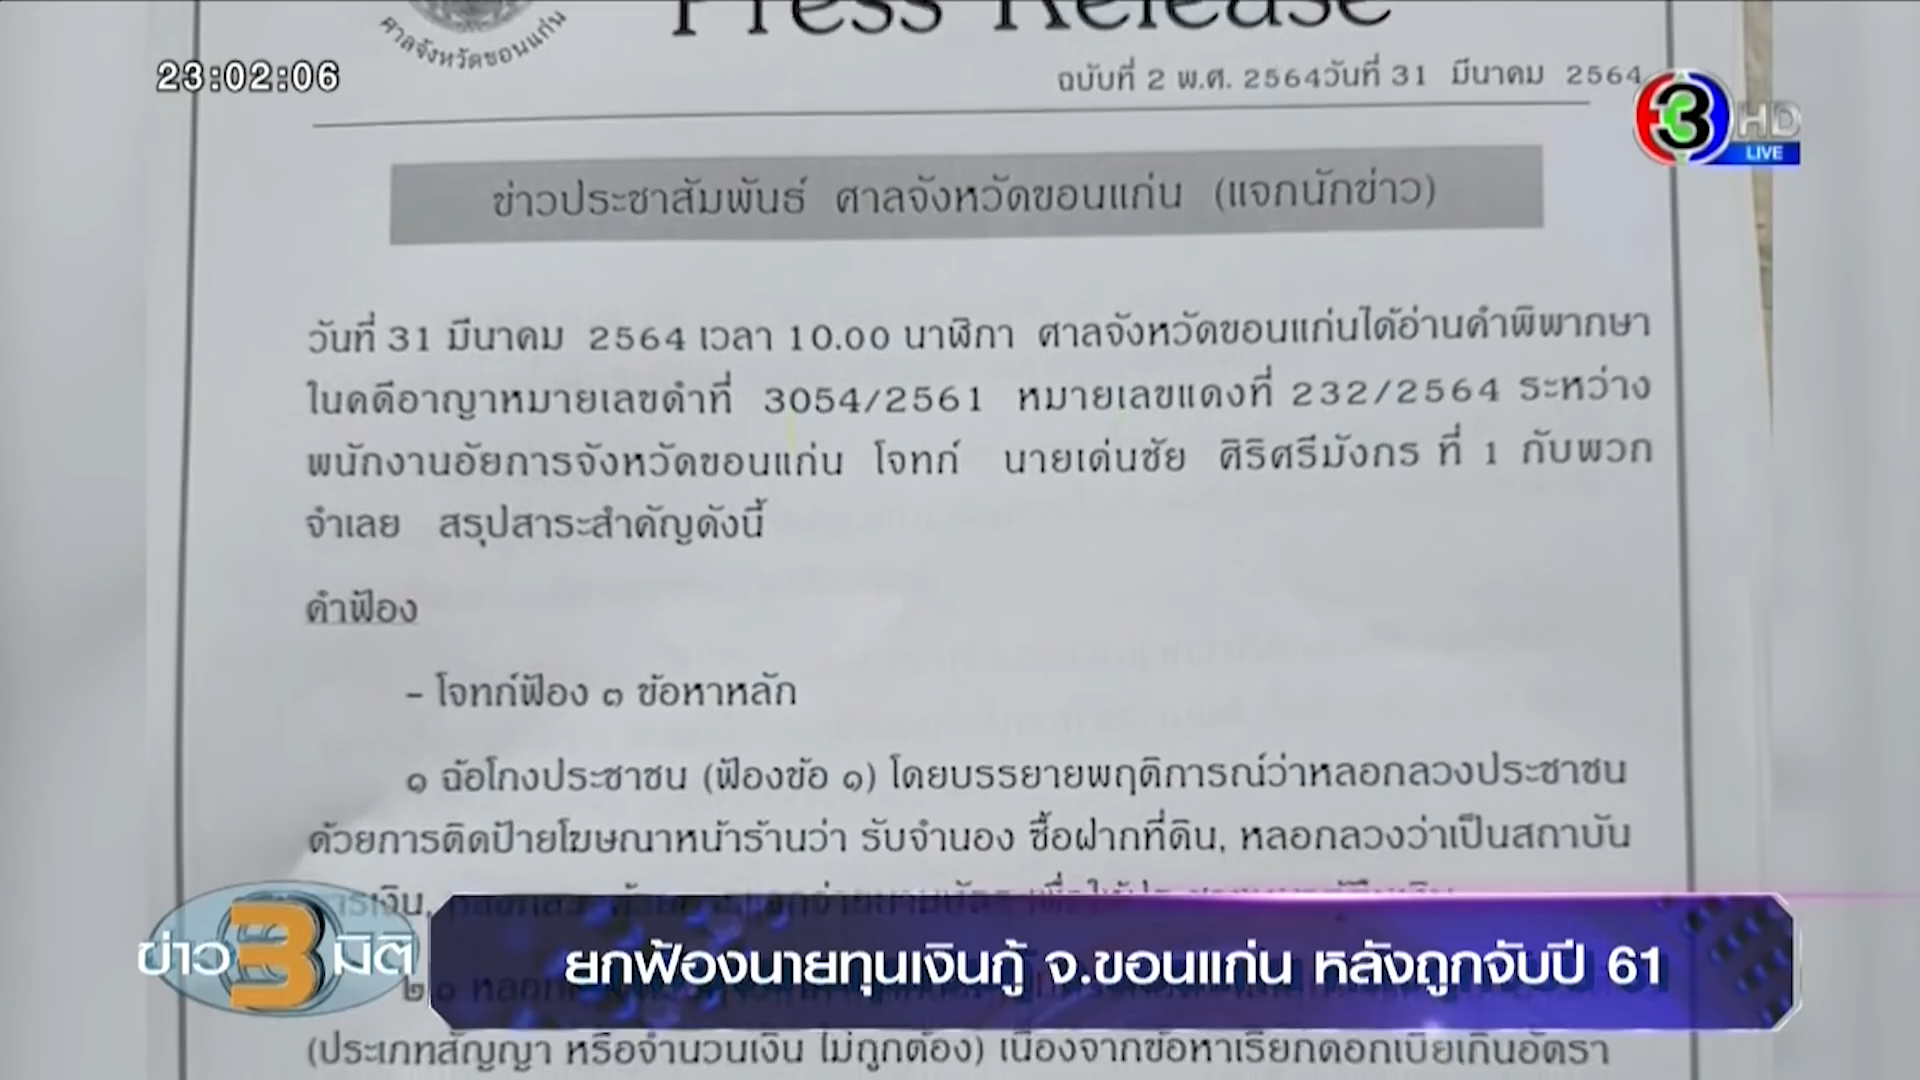 Press Release
ศาลจังหวัดขอนแก่น
23:02:06
ฉบับที่ 2 พ.ศ. 2564วันที่ 31 มีนาคม 2564
3 HD
LIVE
ข่าวประชาสัมพันธ์ ศาลจังหวัดขอนแก่น (แจกนักข่าว)
วันที่ 31 มีนาคม 2564 เวลา 10.00 นาฬิกา ศาลจังหวัดขอนแก่นได้อ่านคำพิพากษา
ในคดีอาญาหมายเลขดำที่ 3054/2561 หมายเลขแดงที่ 232/2564 ระหว่าง
พนักงานอัยการจังหวัดขอนแก่น โจทก์ นายเด่นชัย ศิริศรีมังกร ที่ 1 กับพวก
จำเลย สรุปสาระสำคัญดังนี้
คำฟ้อง
- โจทก์ฟ้อง ๓ ข้อหาหลัก
๑ ฉ้อโกงประชาชน (ฟ้องข้อ ๑) โดยบรรยายพฤติการณ์ว่าหลอกลวงประชาชน
ด้วยการติดป้ายโฆษณาหน้าร้านว่า รับจำนอง ซื้อฝากที่ดิน, หลอกลวงว่าเป็นสถาบัน
การเงิน,
ข่าว 3 มิติ
ยกฟ้องนายทุนเงินกู้ จ.ขอนแก่น หลังถูกจับปี 61
(ประเภทสัญญา หรือจำนวนเงิน ไม่ถูกต้อง) เนื่องจากข้อหาเรียกดอกเบี้ยเกินอัตรา